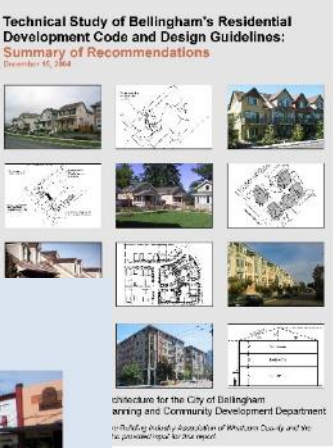 Technical Study of Bellingham's Residential
Development Code and Design Guidelines:
Summary of Recommendations
December 15, 2004
chitecture for the City of Bellingham
anning and Community Development Department
Building Industry Association of Whatcom County and the
ho provided input for this report